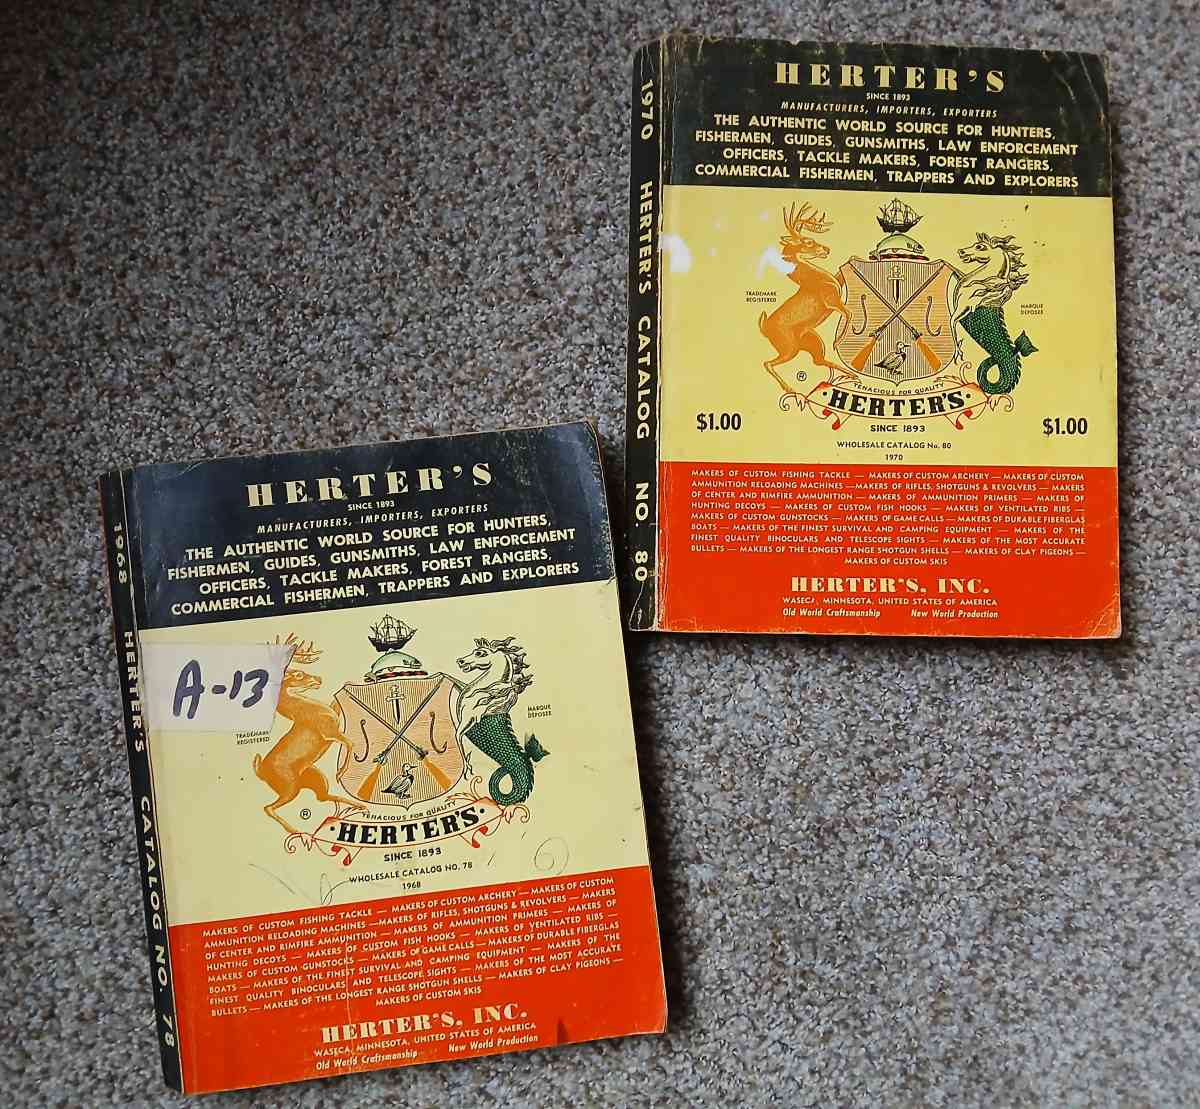 1970 HERTER'S CATALOG NO. 80
HERTER'S
SINCE 1893
MANUFACTURERS, IMPORTERS, EXPORTERS
THE AUTHENTIC WORLD SOURCE FOR HUNTERS,
FISHERMEN, GUIDES, GUNSMITHS, LAW ENFORCEMENT
OFFICERS, TACKLE MAKERS, FOREST RANGERS,
COMMERCIAL FISHERMEN, TRAPPERS AND EXPLORERS
TRADEMARK
REGISTERED
MARQUE
DEPOSEE
®
TENACIOUS FOR QUALITY
·HERTER'S·
SINCE 1893
$1.00
$1.00
WHOLESALE CATALOG No. 80
1970
MAKERS OF CUSTOM FISHING TACKLE — MAKERS OF CUSTOM ARCHERY — MAKERS OF CUSTOM
AMMUNITION RELOADING MACHINES — MAKERS OF RIFLES, SHOTGUNS & REVOLVERS — MAKERS
OF CENTER AND RIMFIRE AMMUNITION — MAKERS OF AMMUNITION PRIMERS — MAKERS OF
HUNTING DECOYS — MAKERS OF CUSTOM FISH HOOKS — MAKERS OF VENTILATED RIBS —
MAKERS OF CUSTOM GUNSTOCKS — MAKERS OF GAME CALLS — MAKERS OF DURABLE FIBERGLAS
BOATS — MAKERS OF THE FINEST SURVIVAL AND CAMPING EQUIPMENT — MAKERS OF THE
FINEST QUALITY BINOCULARS AND TELESCOPE SIGHTS — MAKERS OF THE MOST ACCURATE
BULLETS — MAKERS OF THE LONGEST RANGE SHOTGUN SHELLS — MAKERS OF CLAY PIGEONS —
MAKERS OF CUSTOM SKIS
HERTER'S, INC.
WASECA, MINNESOTA, UNITED STATES OF AMERICA
Old World Craftsmanship New World Production
1968 HERTER'S CATALOG NO. 78
HERTER'S
SINCE 1893
MANUFACTURERS, IMPORTERS, EXPORTERS
THE AUTHENTIC WORLD SOURCE FOR HUNTERS,
FISHERMEN, GUIDES, GUNSMITHS, LAW ENFORCEMENT
OFFICERS, TACKLE MAKERS, FOREST RANGERS,
COMMERCIAL FISHERMEN, TRAPPERS AND EXPLORERS
A-13
TRADEMARK
REGISTERED
MARQUE
DEPOSEE
®
TENACIOUS FOR QUALITY
·HERTER'S·
SINCE 1893
WHOLESALE CATALOG NO. 78
1968
MAKERS OF CUSTOM FISHING TACKLE — MAKERS OF CUSTOM ARCHERY — MAKERS OF CUSTOM
AMMUNITION RELOADING MACHINES — MAKERS OF RIFLES, SHOTGUNS & REVOLVERS — MAKERS
OF CENTER AND RIMFIRE AMMUNITION — MAKERS OF AMMUNITION PRIMERS — MAKERS OF
HUNTING DECOYS — MAKERS OF CUSTOM FISH HOOKS — MAKERS OF VENTILATED RIBS —
MAKERS OF CUSTOM GUNSTOCKS — MAKERS OF GAME CALLS — MAKERS OF DURABLE FIBERGLAS
BOATS — MAKERS OF THE FINEST SURVIVAL AND CAMPING EQUIPMENT — MAKERS OF THE
FINEST QUALITY BINOCULARS AND TELESCOPE SIGHTS — MAKERS OF THE MOST ACCURATE
BULLETS — MAKERS OF THE LONGEST RANGE SHOTGUN SHELLS — MAKERS OF CLAY PIGEONS —
MAKERS OF CUSTOM SKIS
HERTER'S, INC.
WASECA, MINNESOTA, UNITED STATES OF AMERICA
Old World Craftsmanship New World Production